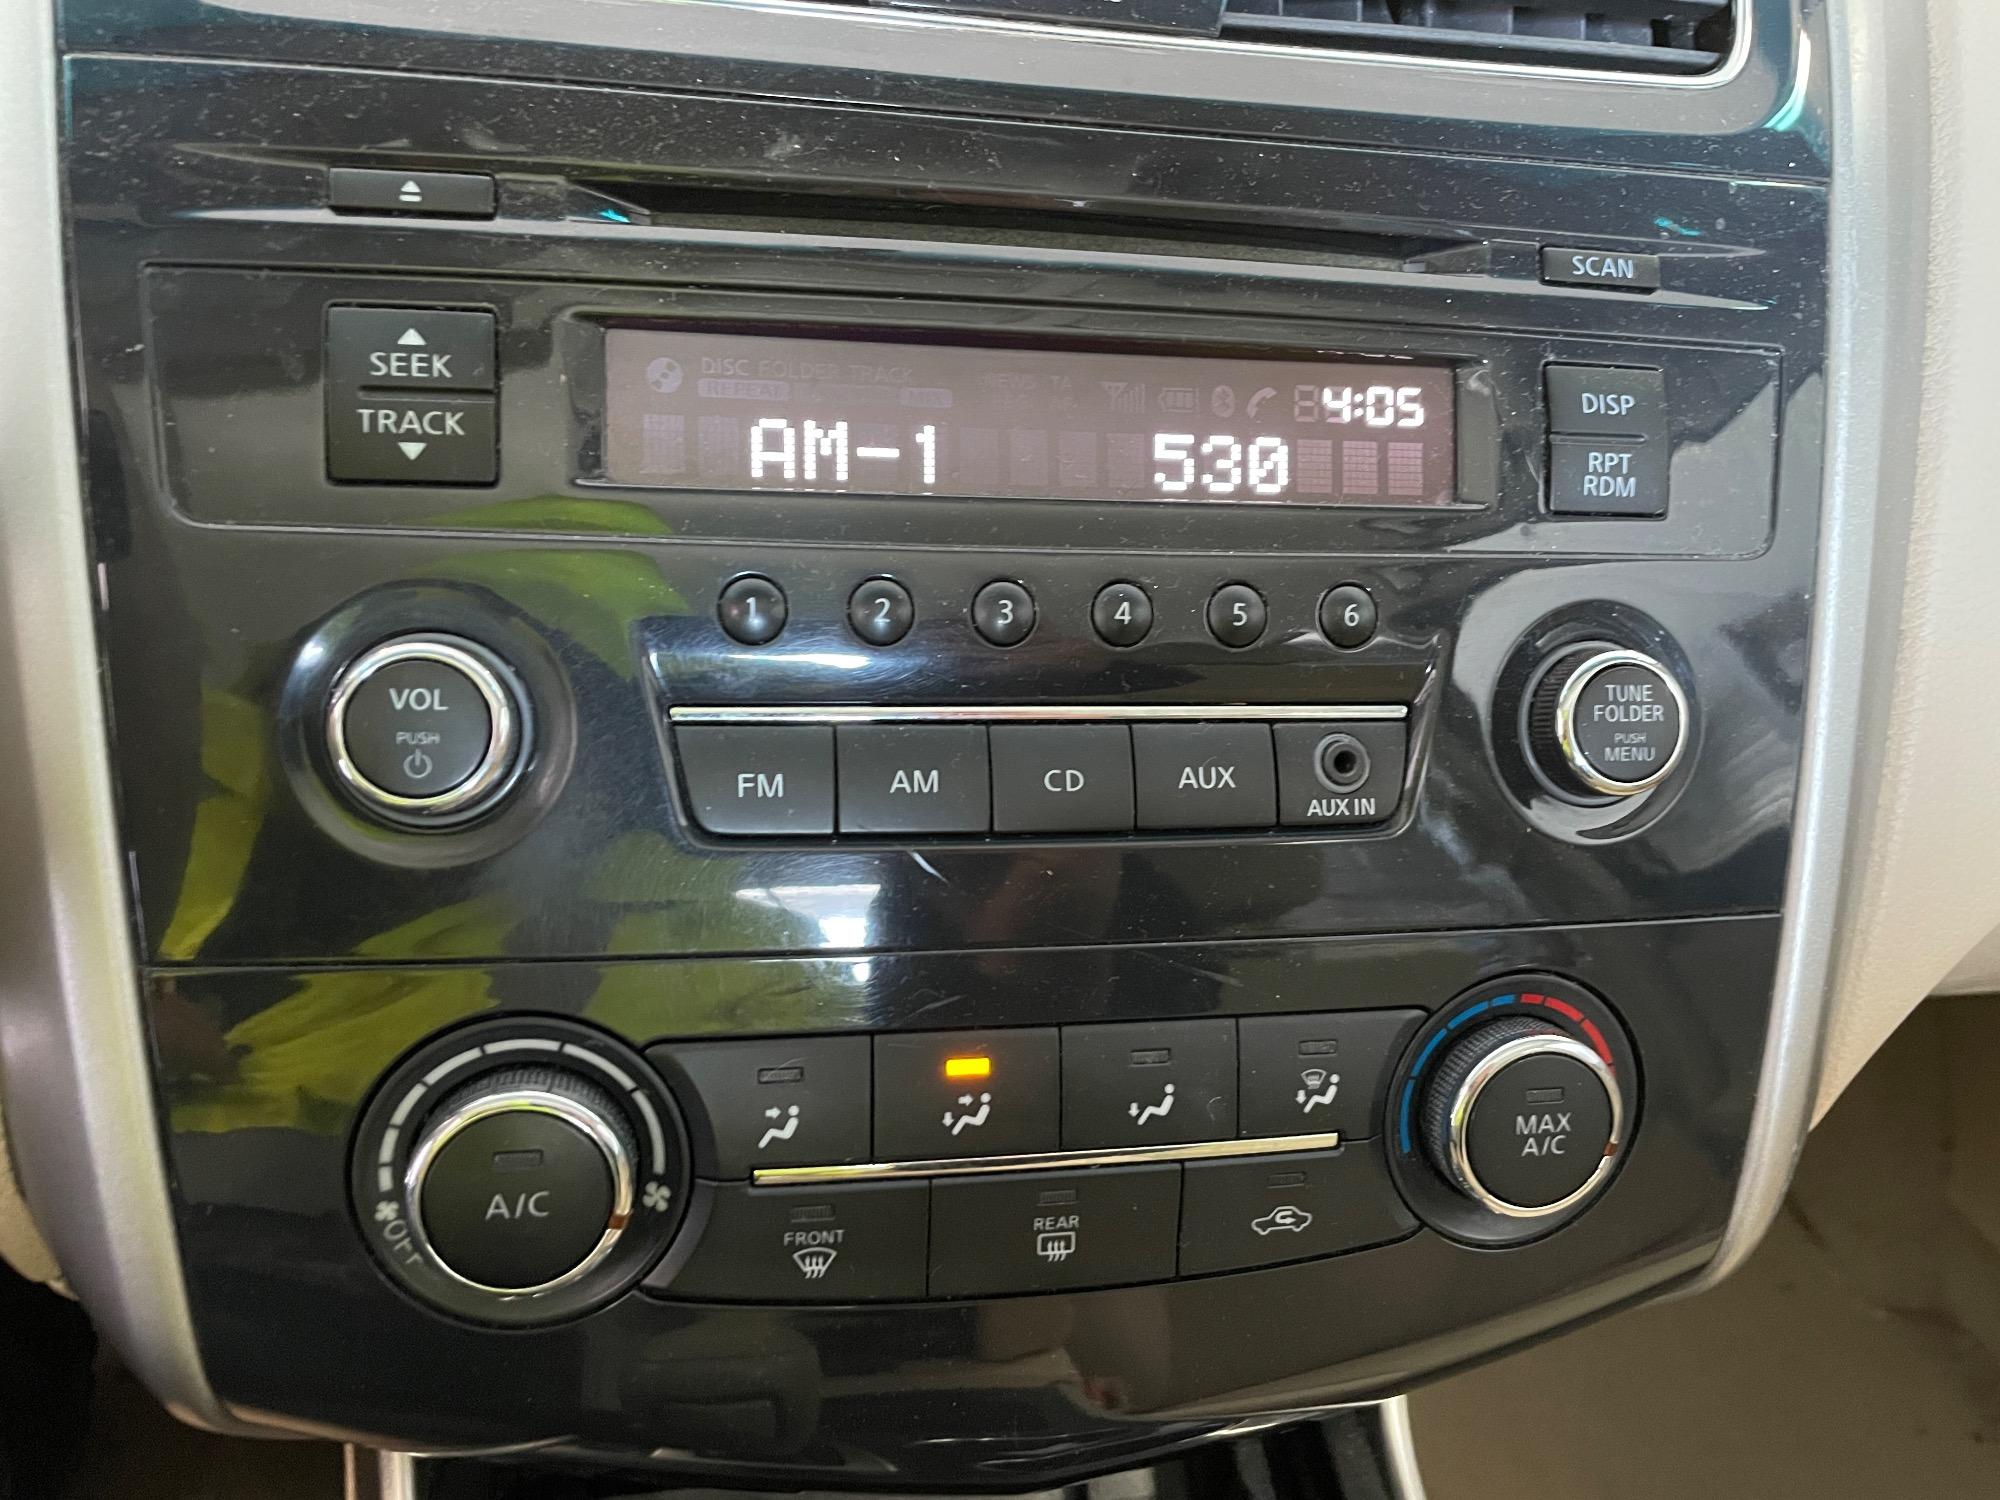 SCAN
SEEK
TRACK
DISC FOLDER TRACK
REPEAT
MIX
NEWS TA
4:05
AM-1 530
DISP
RPT
RDM
1 2 3 4 5 6
VOL
PUSH
TUNE
FOLDER
PUSH
MENU
FM AM CD AUX
AUX IN
A/C
OFF
MAX
A/C
FRONT
REAR